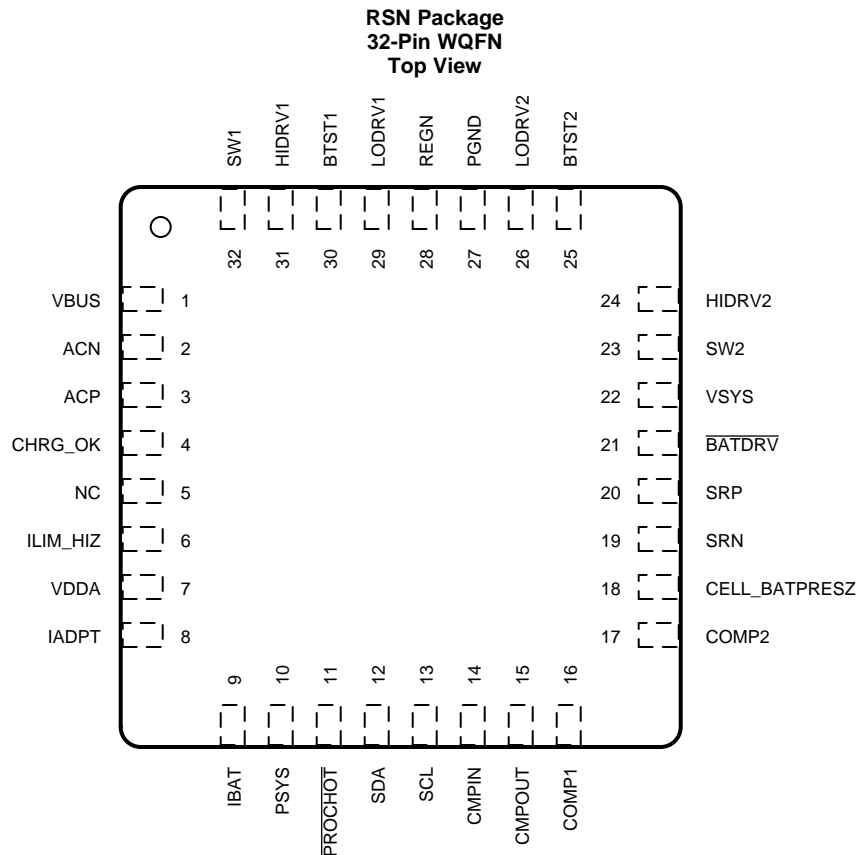 RSN Package
32-Pin WQFN
Top View
SW1
HIDRV1
BTST1
LODRV1
REGN
PGND
LODRV2
BTST2
32
31
30
29
28
27
26
25
VBUS 1
ACN 2
ACP 3
CHRG_OK 4
NC 5
ILIM_HIZ 6
VDDA 7
IADPT 8
24 HIDRV2
23 SW2
22 VSYS
21 BATDRV
20 SRP
19 SRN
18 CELL_BATPRESZ
17 COMP2
9
10
11
12
13
14
15
16
IBAT
PSYS
PROCHOT
SDA
SCL
CMPIN
CMPOUT
COMP1